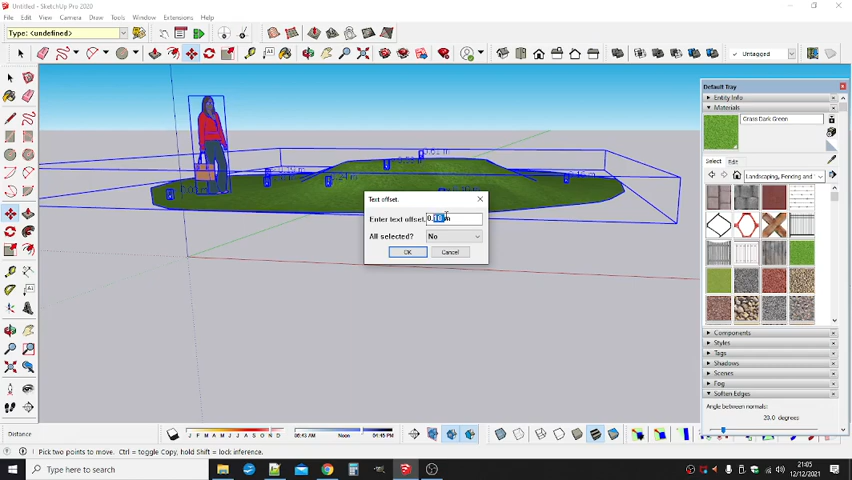 Untitled - SketchUp Pro 2020
File Edit View Camera Draw Tools Window Extensions Help
Type: <undefined>
Untagged
Default Tray
Entity Info
Materials
Grass Dark Green
Select Edit
Landscaping, Fencing and
0.61 m
0.24 m
Text offset.
Enter text offset.
All selected? No
OK Cancel
Components
Styles
Tags
Shadows
Scenes
Fog
Soften Edges
Angle between normals:
20.0 degrees
J F M A M J J A S O N D
06:43 AM Noon 04:45 PM
Distance
Pick two points to move. Ctrl = toggle Copy, hold Shift = lock inference.
Type here to search
21:05
12/12/2021